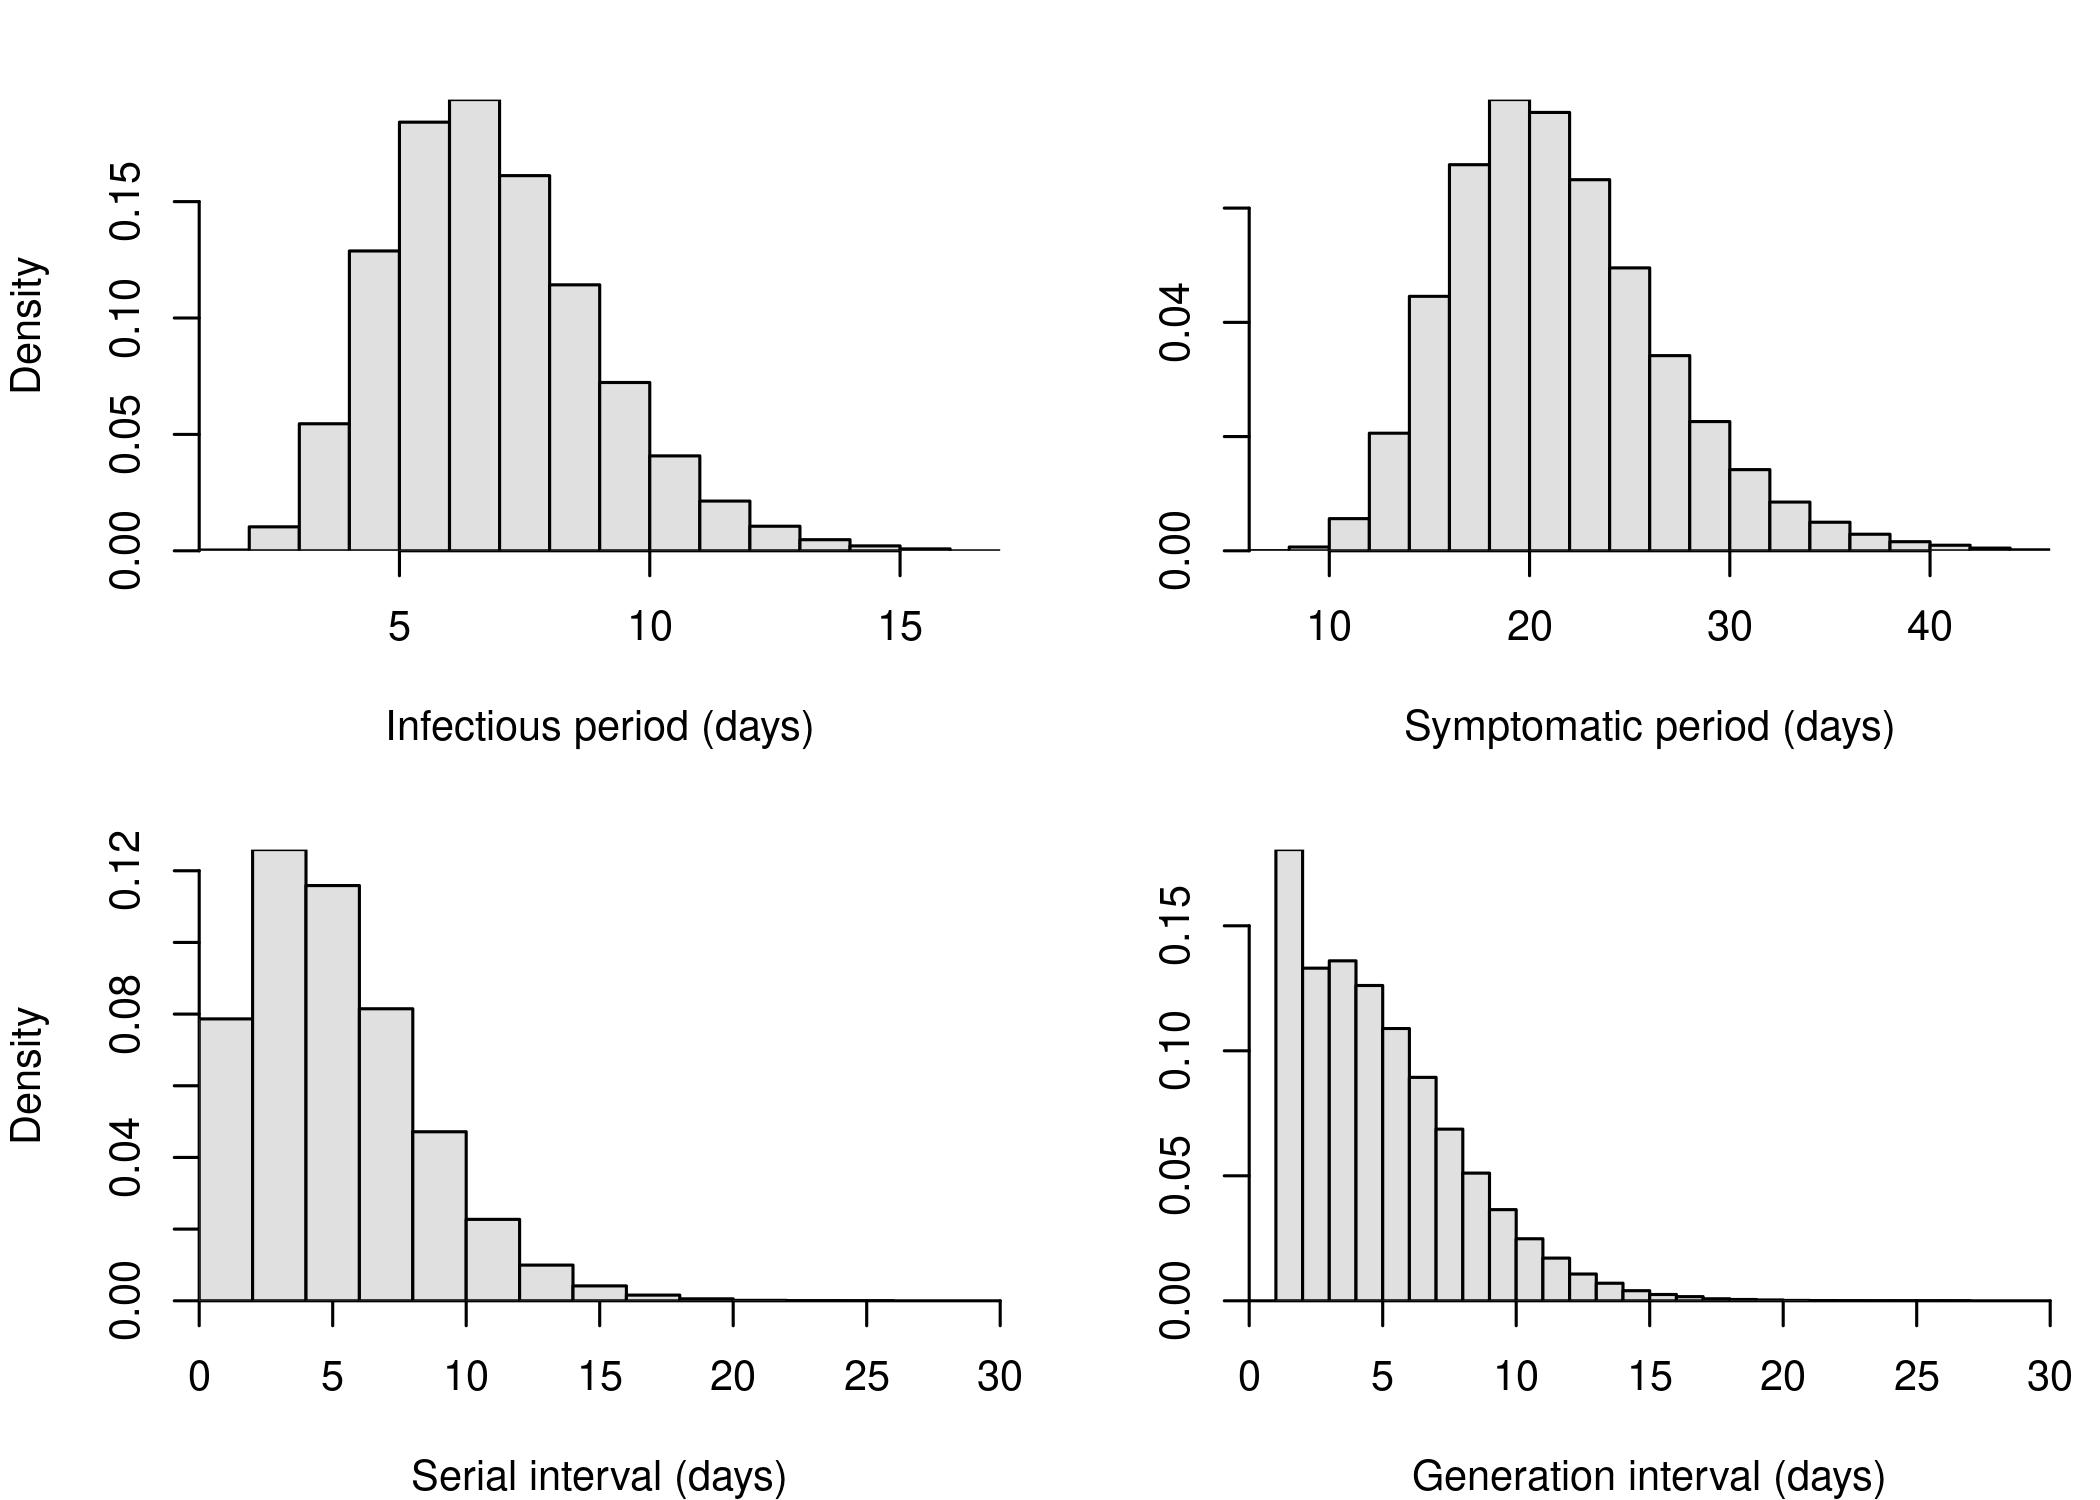 Density
0.00 0.05 0.10 0.15
5 10 15
Infectious period (days)
0.00 0.04
10 20 30 40
Symptomatic period (days)
Density
0.00 0.04 0.08 0.12
0 5 10 15 20 25 30
Serial interval (days)
0.00 0.05 0.10 0.15
0 5 10 15 20 25 30
Generation interval (days)